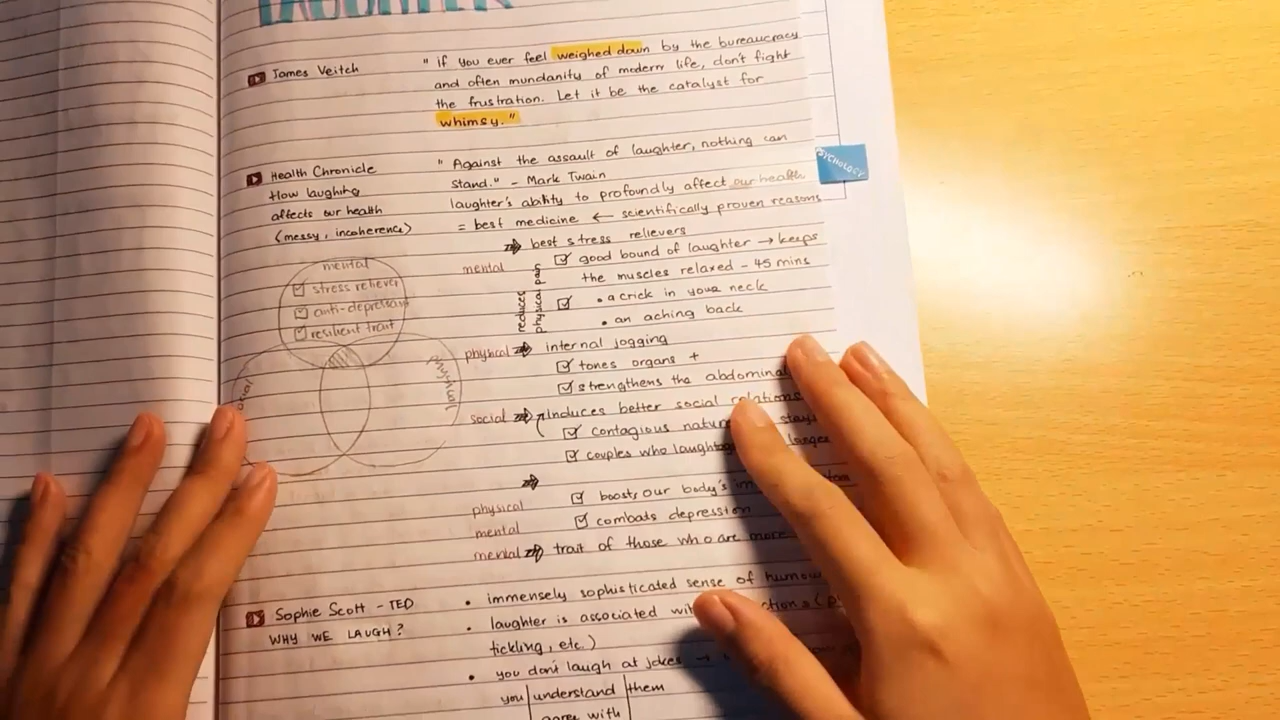 LAUGHTER
James Veitch
" if you ever feel weighed down by the bureaucracy
and often mundanity of modern life, don't fight
the frustration. Let it be the catalyst for
whimsy."
Health Chronicle
How laughing
affects our health
(messy, incoherence)
" Against the assault of laughter, nothing can
stand." - Mark Twain
laughter's ability to profoundly affect our health
= best medicine ← scientifically proven reasons
PSYCHOLOGY
mental
stress reliever
anti-depressant
resilient trait
physical
mental
best stress relievers
good bound of laughter → keeps
the muscles relaxed - 45 mins
reduces
physical pain
• a crick in your neck
• an aching back
physical
internal jogging
tones organs +
strengthens the abdominal
social
induces better social relations
contagious nature stays
couples who laugh longer
physical
boosts our body's
mental
combats depression
mental
trait of those who are more
Sophie Scott - TED
WHY WE LAUGH?
• immensely sophisticated sense of humour
• laughter is associated
tickling, etc.)
• you don't laugh at jokes →
you understand them
agree with